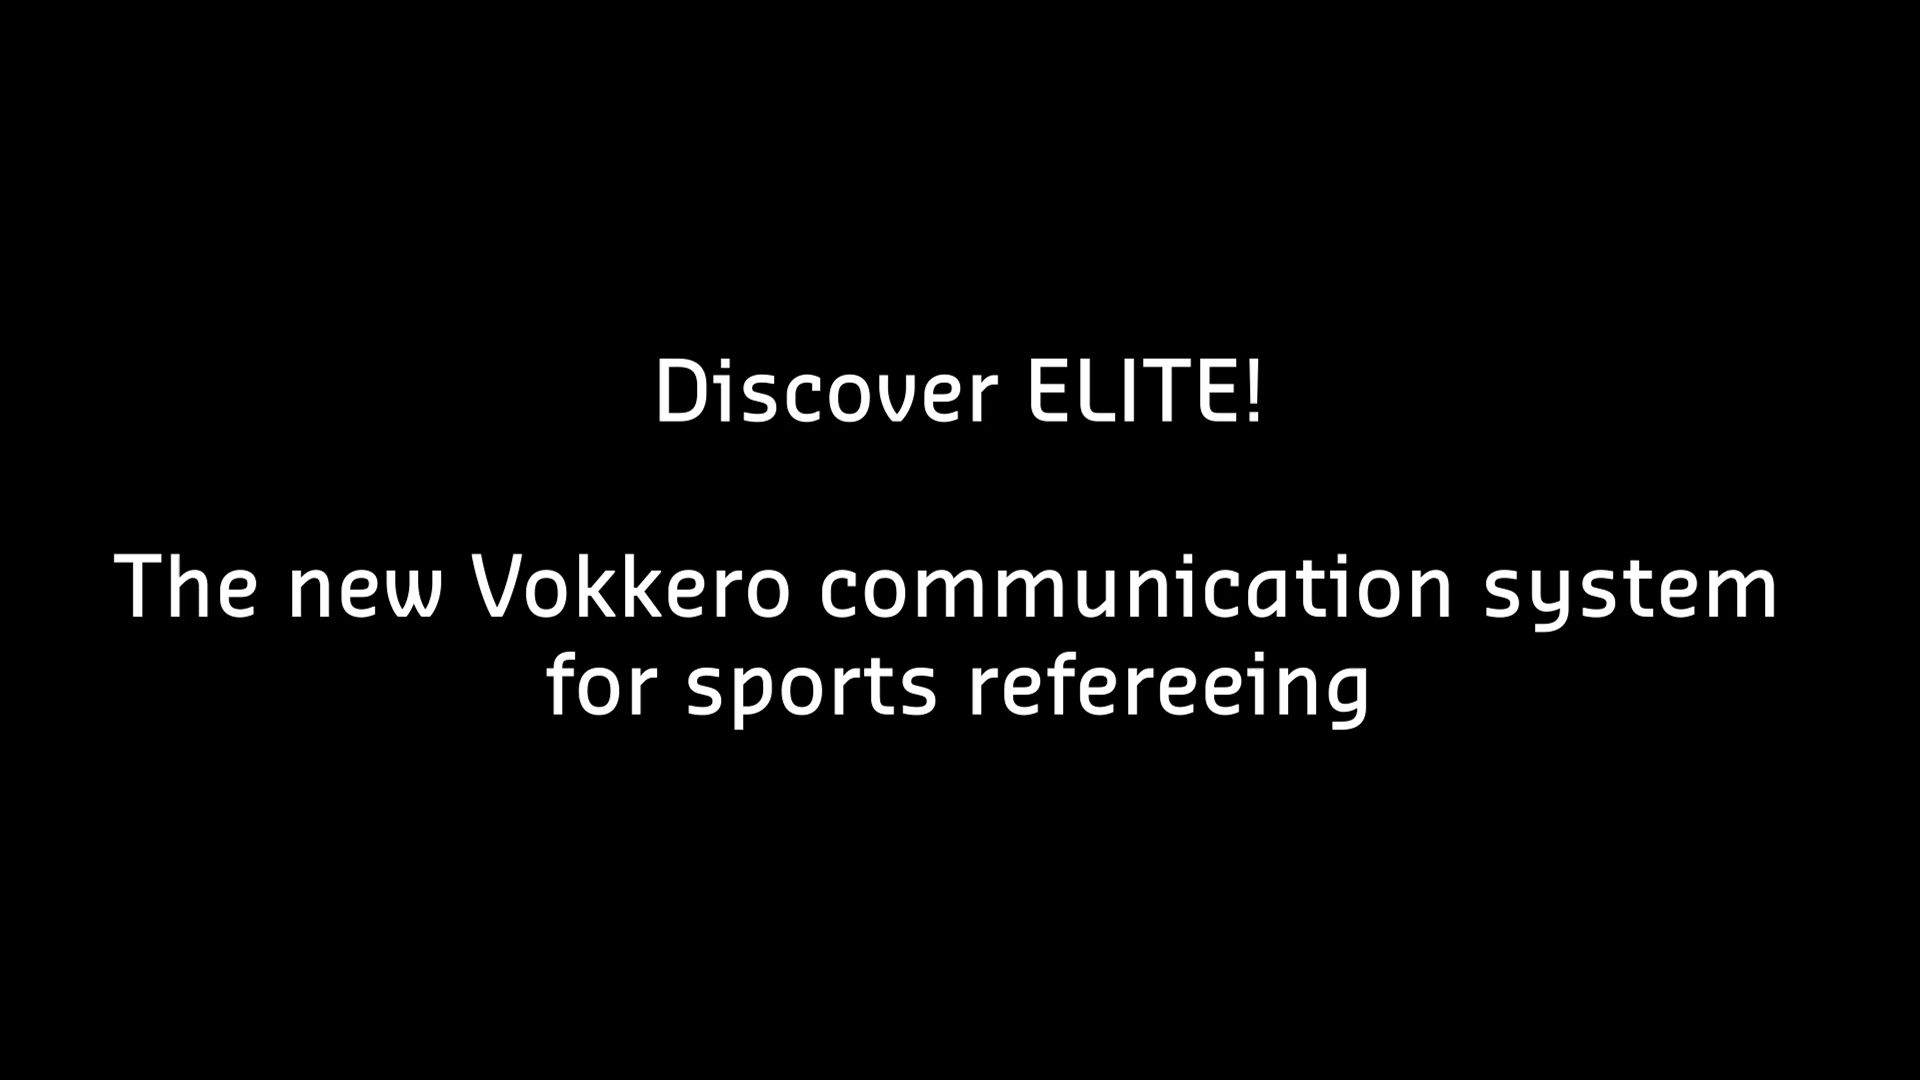 Discover ELITE!
The new Vokkero communication system
for sports refereeing